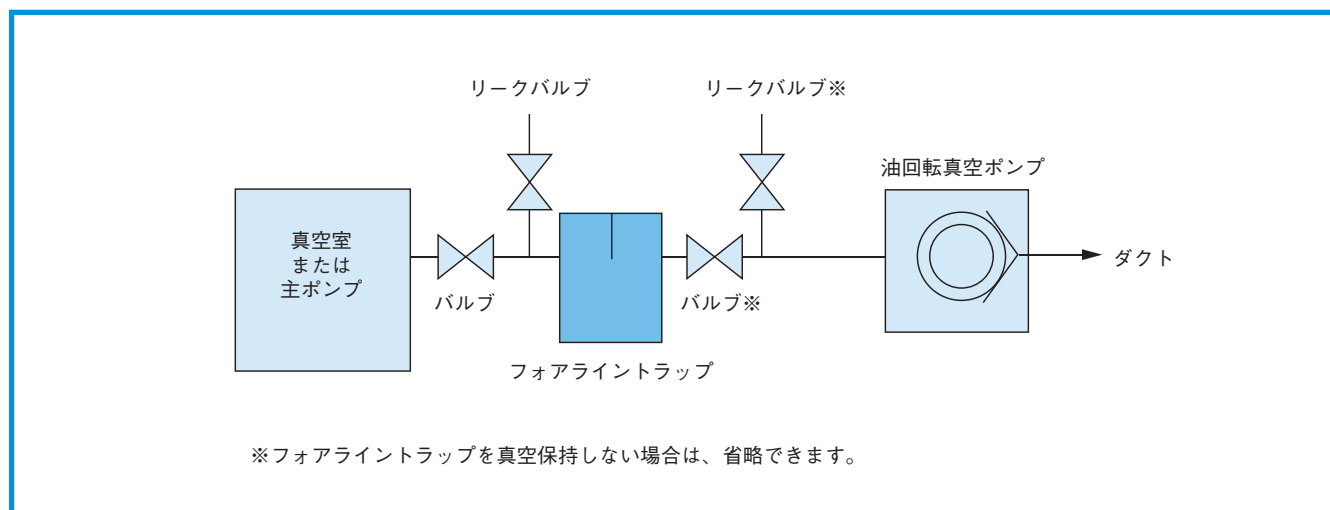 リークバルブ
リークバルブ※
油回転真空ポンプ
真空室
または
主ポンプ
ダクト
バルブ
バルブ※
フォアライントラップ
※フォアライントラップを真空保持しない場合は、省略できます。